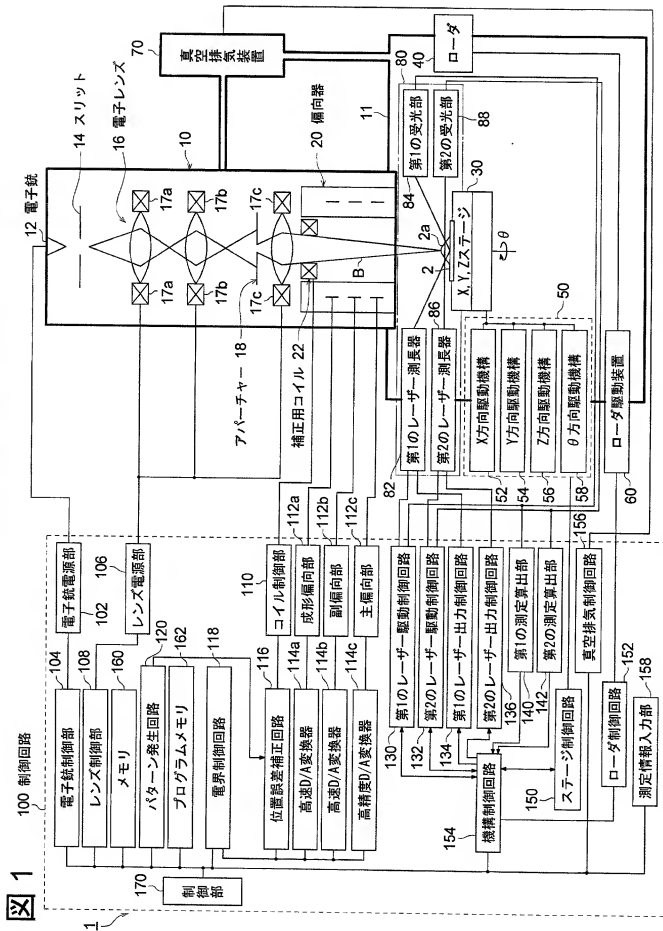 図 1
1
100 制御回路
170
制御部
電子銃制御部
104
レンズ制御部
108
メモリ
160
パターン発生回路
120
プログラムメモリ
162
電界制御回路
118
位置誤差補正回路
116
高速D/A変換器
114a
高速D/A変換器
114b
高精度D/A変換器
114c
電子銃電源部
102
レンズ電源部
106
コイル制御部
110
成形偏向部
112a
副偏向部
112b
主偏向部
112c
130
第1のレーザー駆動制御回路
132
第2のレーザー駆動制御回路
134
第1のレーザー出力制御回路
136
第2のレーザー出力制御回路
140
第1の測定算出部
142
第2の測定算出部
機構制御回路
154
150
ステージ制御回路
真空排気制御回路
156
ローダ制御回路
152
測定情報入力部
158
12 電子銃
14 スリット
16 電子レンズ
10
17a
17a
17b
17b
17c
17c
アパーチャー 18
補正用コイル 22
20 偏向器
B
70
真空排気装置
11
80
82
第1のレーザー測長器
第2のレーザー測長器
86
84
第1の受光部
第2の受光部
88
2
2a
30
X, Y, Zステージ
θ
ローダ
40
50
X方向駆動機構
52
Y方向駆動機構
54
Z方向駆動機構
56
θ方向駆動機構
58
ローダ駆動装置
60